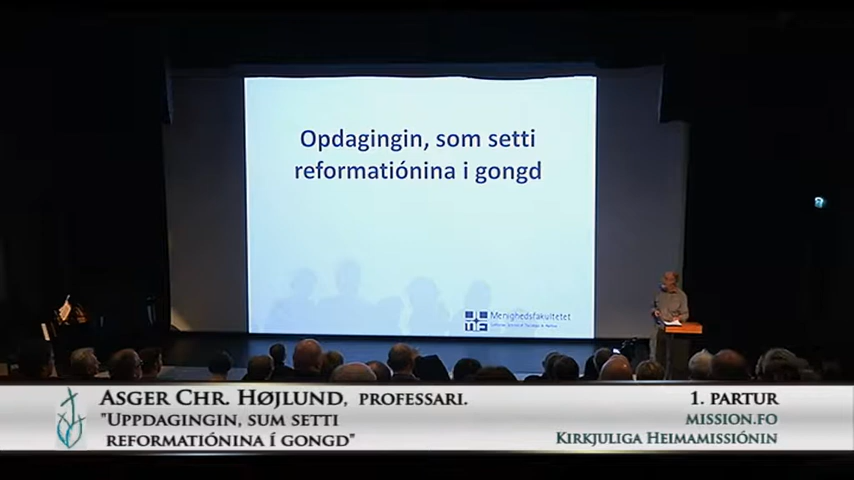 Opdagingin, som setti
reformatiónina i gongd
Menighedsfakultetet
ASGER CHR. HØJLUND, PROFESSARI.
"UPPDAGINGIN, SUM SETTI
REFORMATIÓNINA Í GONGD"
1. PARTUR
MISSION.FO
KIRKJULIGA HEIMAMISSIÓNIN